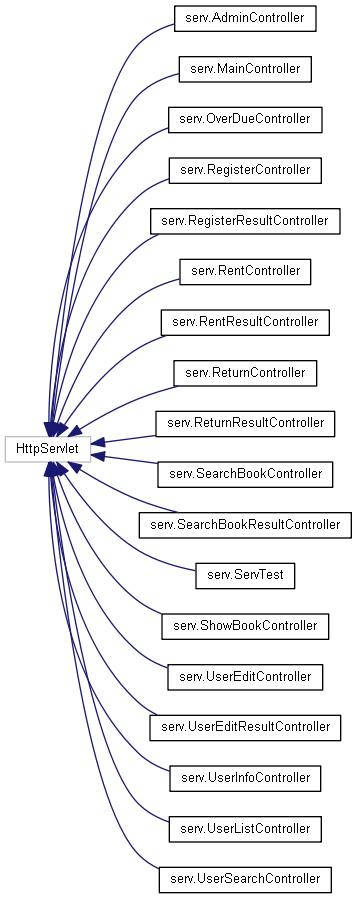 serv.AdminController
serv.MainController
serv.OverDueController
serv.RegisterController
serv.RegisterResultController
serv.RentController
serv.RentResultController
serv.ReturnController
serv.ReturnResultController
HttpServlet
serv.SearchBookController
serv.SearchBookResultController
serv.ServTest
serv.ShowBookController
serv.UserEditController
serv.UserEditResultController
serv.UserInfoController
serv.UserListController
serv.UserSearchController